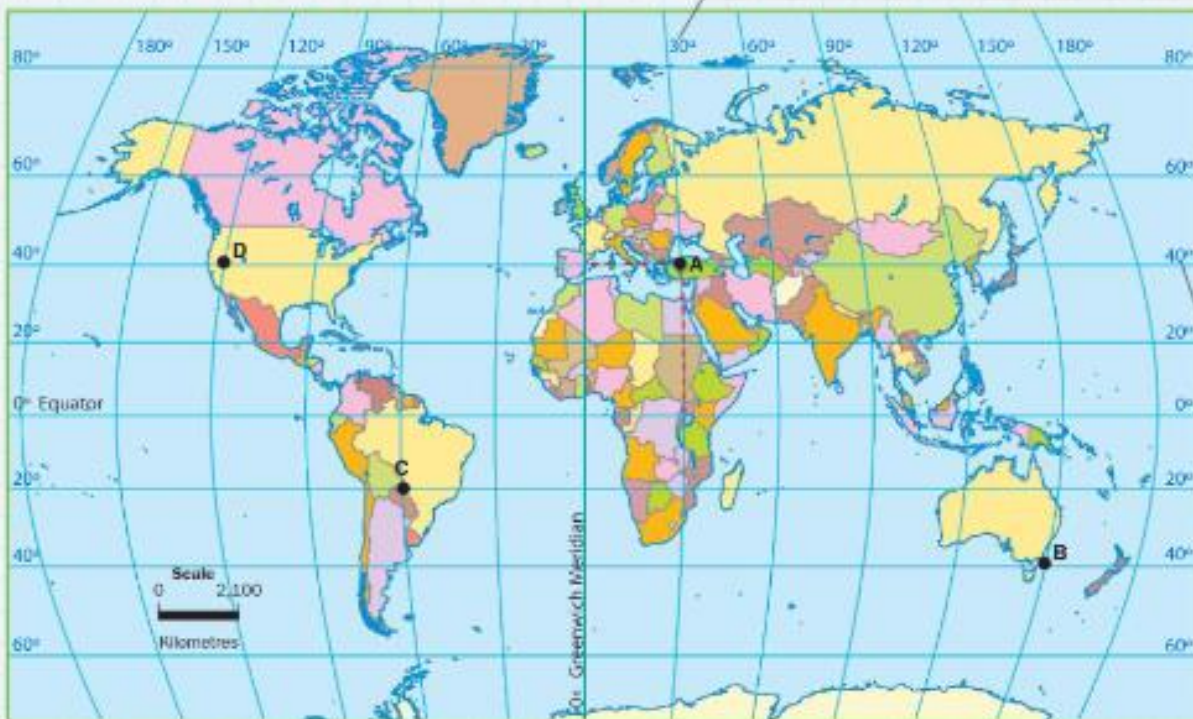 180º 150º 120º 90º 60º 30º 30º 60º 90º 120º 150º 180º
80º 80º
60º 60º
D
40º A 40º
20º 20º
0º Equator 0º
C
20º 20º
B
40º 40º
Scale
0 2,100
Kilometres
60º 60º
0º Greenwich Meridian